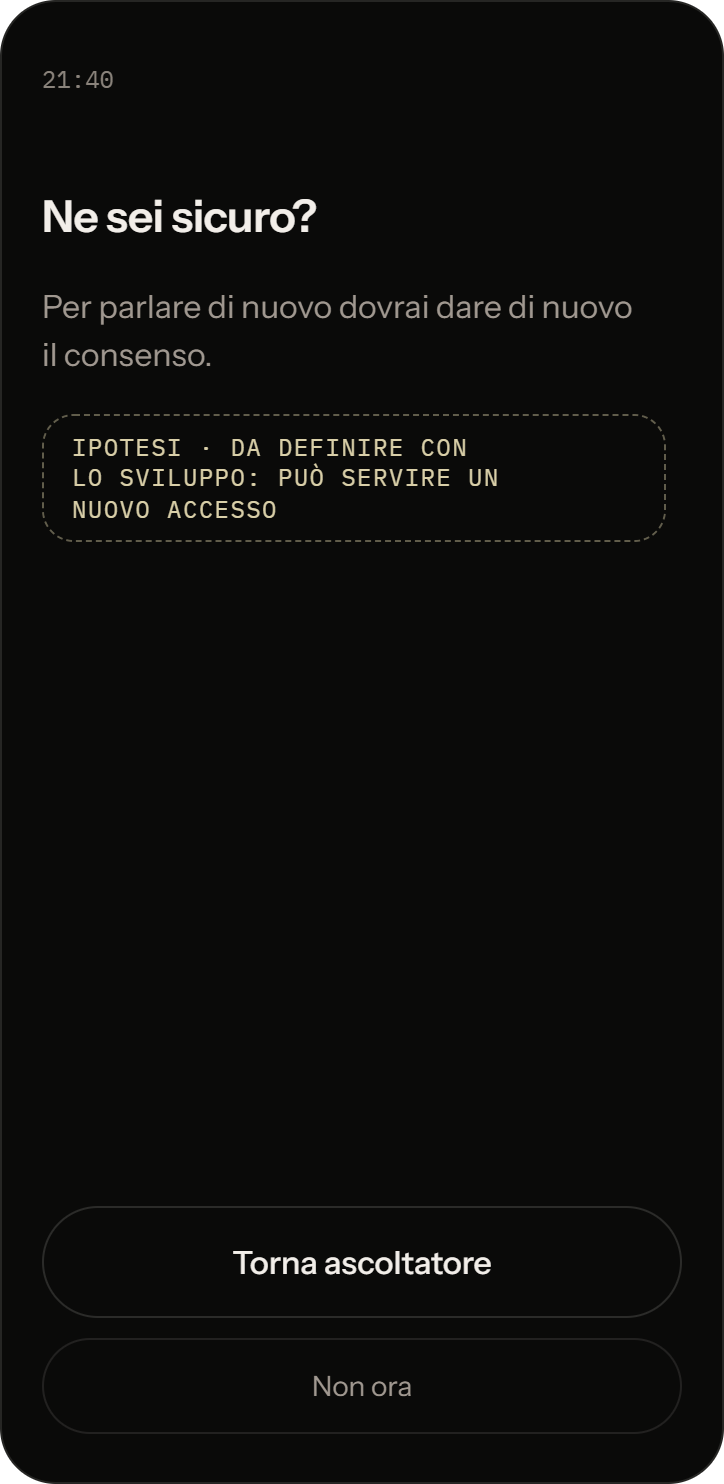 21:40
Ne sei sicuro?
Per parlare di nuovo dovrai dare di nuovo
il consenso.
IPOTESI · DA DEFINIRE CON
LO SVILUPPO: PUÒ SERVIRE UN
NUOVO ACCESSO
Torna ascoltatore
Non ora